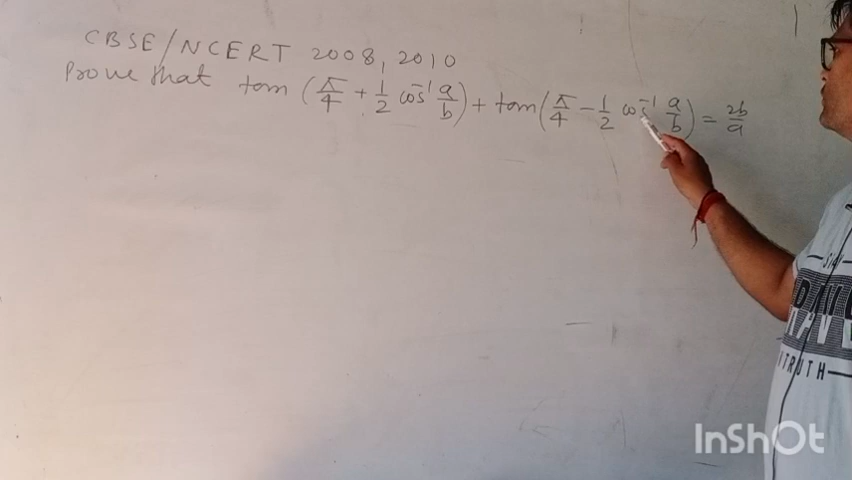 CBSE/NCERT 2008, 2010
Prove that tan (π/4 + 1/2 cos⁻¹ a/b) + tan (π/4 - 1/2 cos⁻¹ a/b) = 2b/a
TRUTH
InShOt